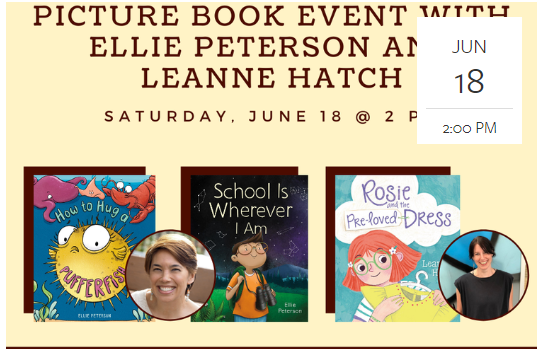 PICTURE BOOK EVENT WITH
ELLIE PETERSON AN
LEANNE HATCH
SATURDAY, JUNE 18 @ 2 P
JUN
18
2:00 PM
How to Hug a
PUFFERFISH
ELLIE PETERSON
School Is
Wherever
I Am
Ellie
Peterson
Rosie
and the
Pre-loved Dress
Lean
H